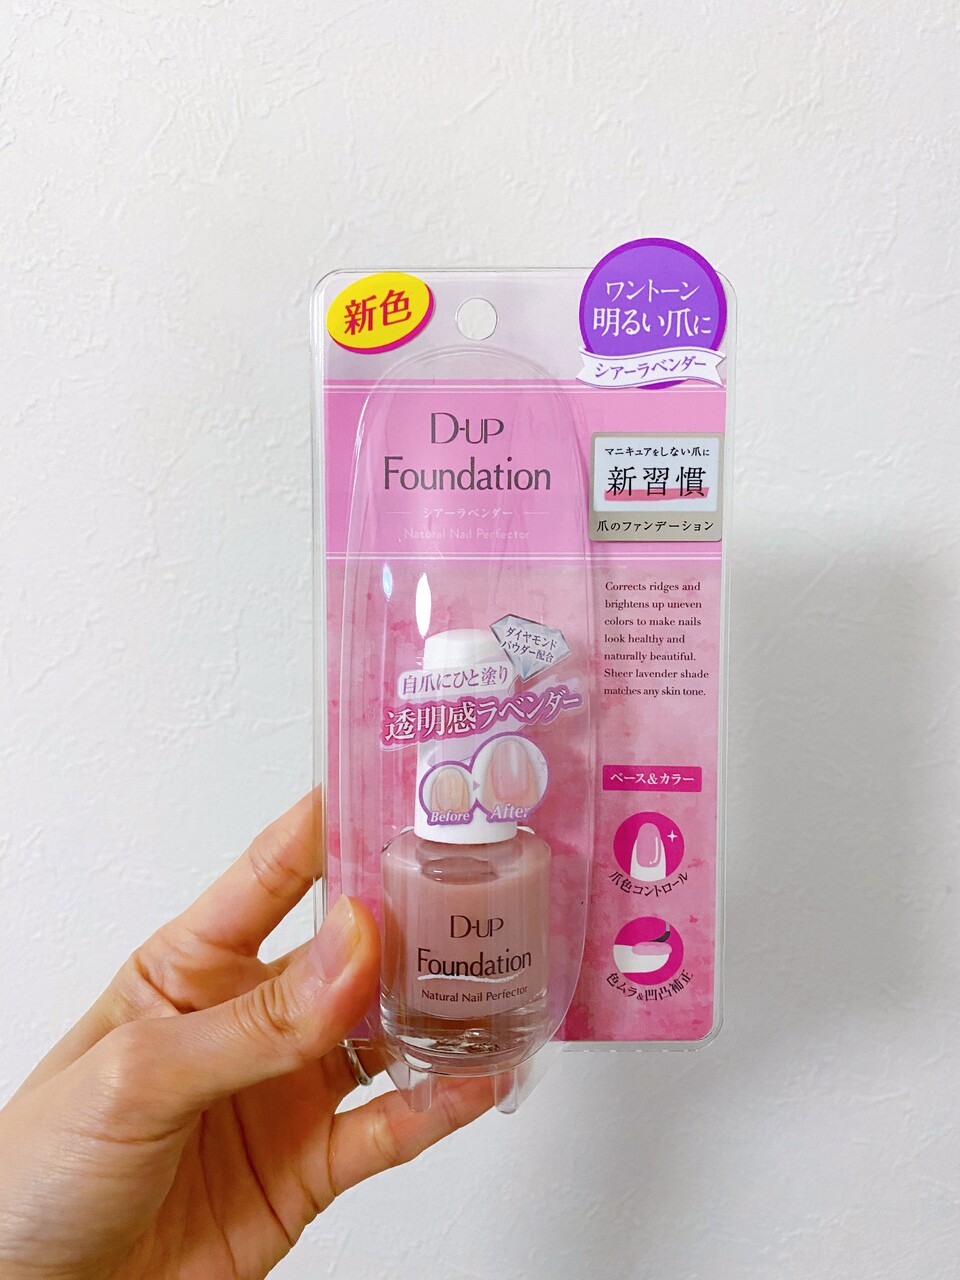 新色
ワントーン
明るい爪に
シアーラベンダー
D-UP
Foundation
シアーラベンダー
Natural Nail Perfector
マニキュアをしない爪に
新習慣
爪のファンデーション
Corrects ridges and
brightens up uneven
colors to make nails
look healthy and
naturally beautiful.
Sheer lavender shade
matches any skin tone.
ダイヤモンド
パウダー配合
自爪にひと塗り
透明感ラベンダー
Before
After
ベース&カラー
爪色コントロール
色ムラ&凹凸補正
D-UP
Foundation
Natural Nail Perfector